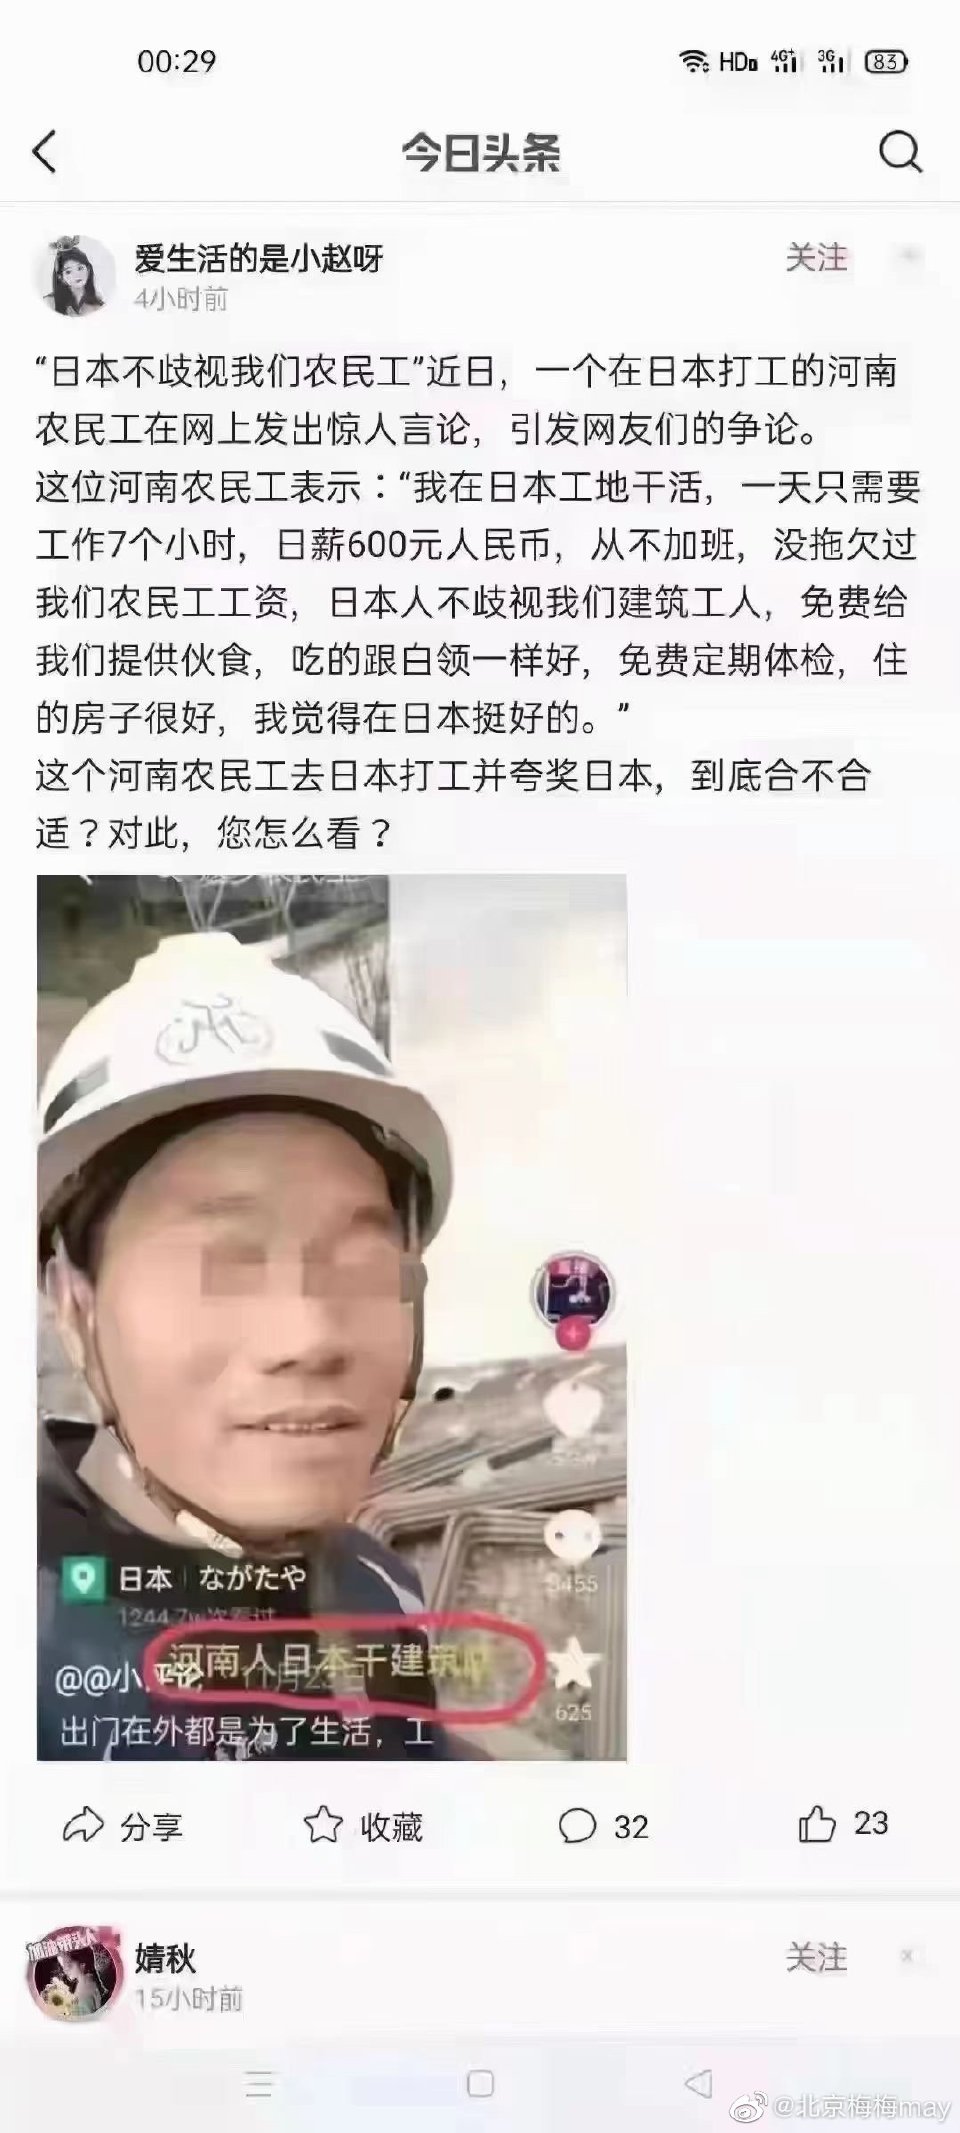 00:29
HD 4G+ 3G 83
今日头条
爱生活的是小赵呀
关注
4小时前
“日本不歧视我们农民工”近日，一个在日本打工的河南
农民工在网上发出惊人言论，引发网友们的争论。
这位河南农民工表示：“我在日本工地干活，一天只需要
工作7个小时，日薪600元人民币，从不加班，没拖欠过
我们农民工工资，日本人不歧视我们建筑工人，免费给
我们提供伙食，吃的跟白领一样好，免费定期体检，住
的房子很好，我觉得在日本挺好的。”
这个河南农民工去日本打工并夸奖日本，到底合不合
适？对此，您怎么看？
日本 ながたや
1244.7w次看过
河南人日本干建筑
@@小
625
出门在外都是为了生活，工
分享
收藏
32
23
婧秋
关注
15小时前
@北京梅梅may